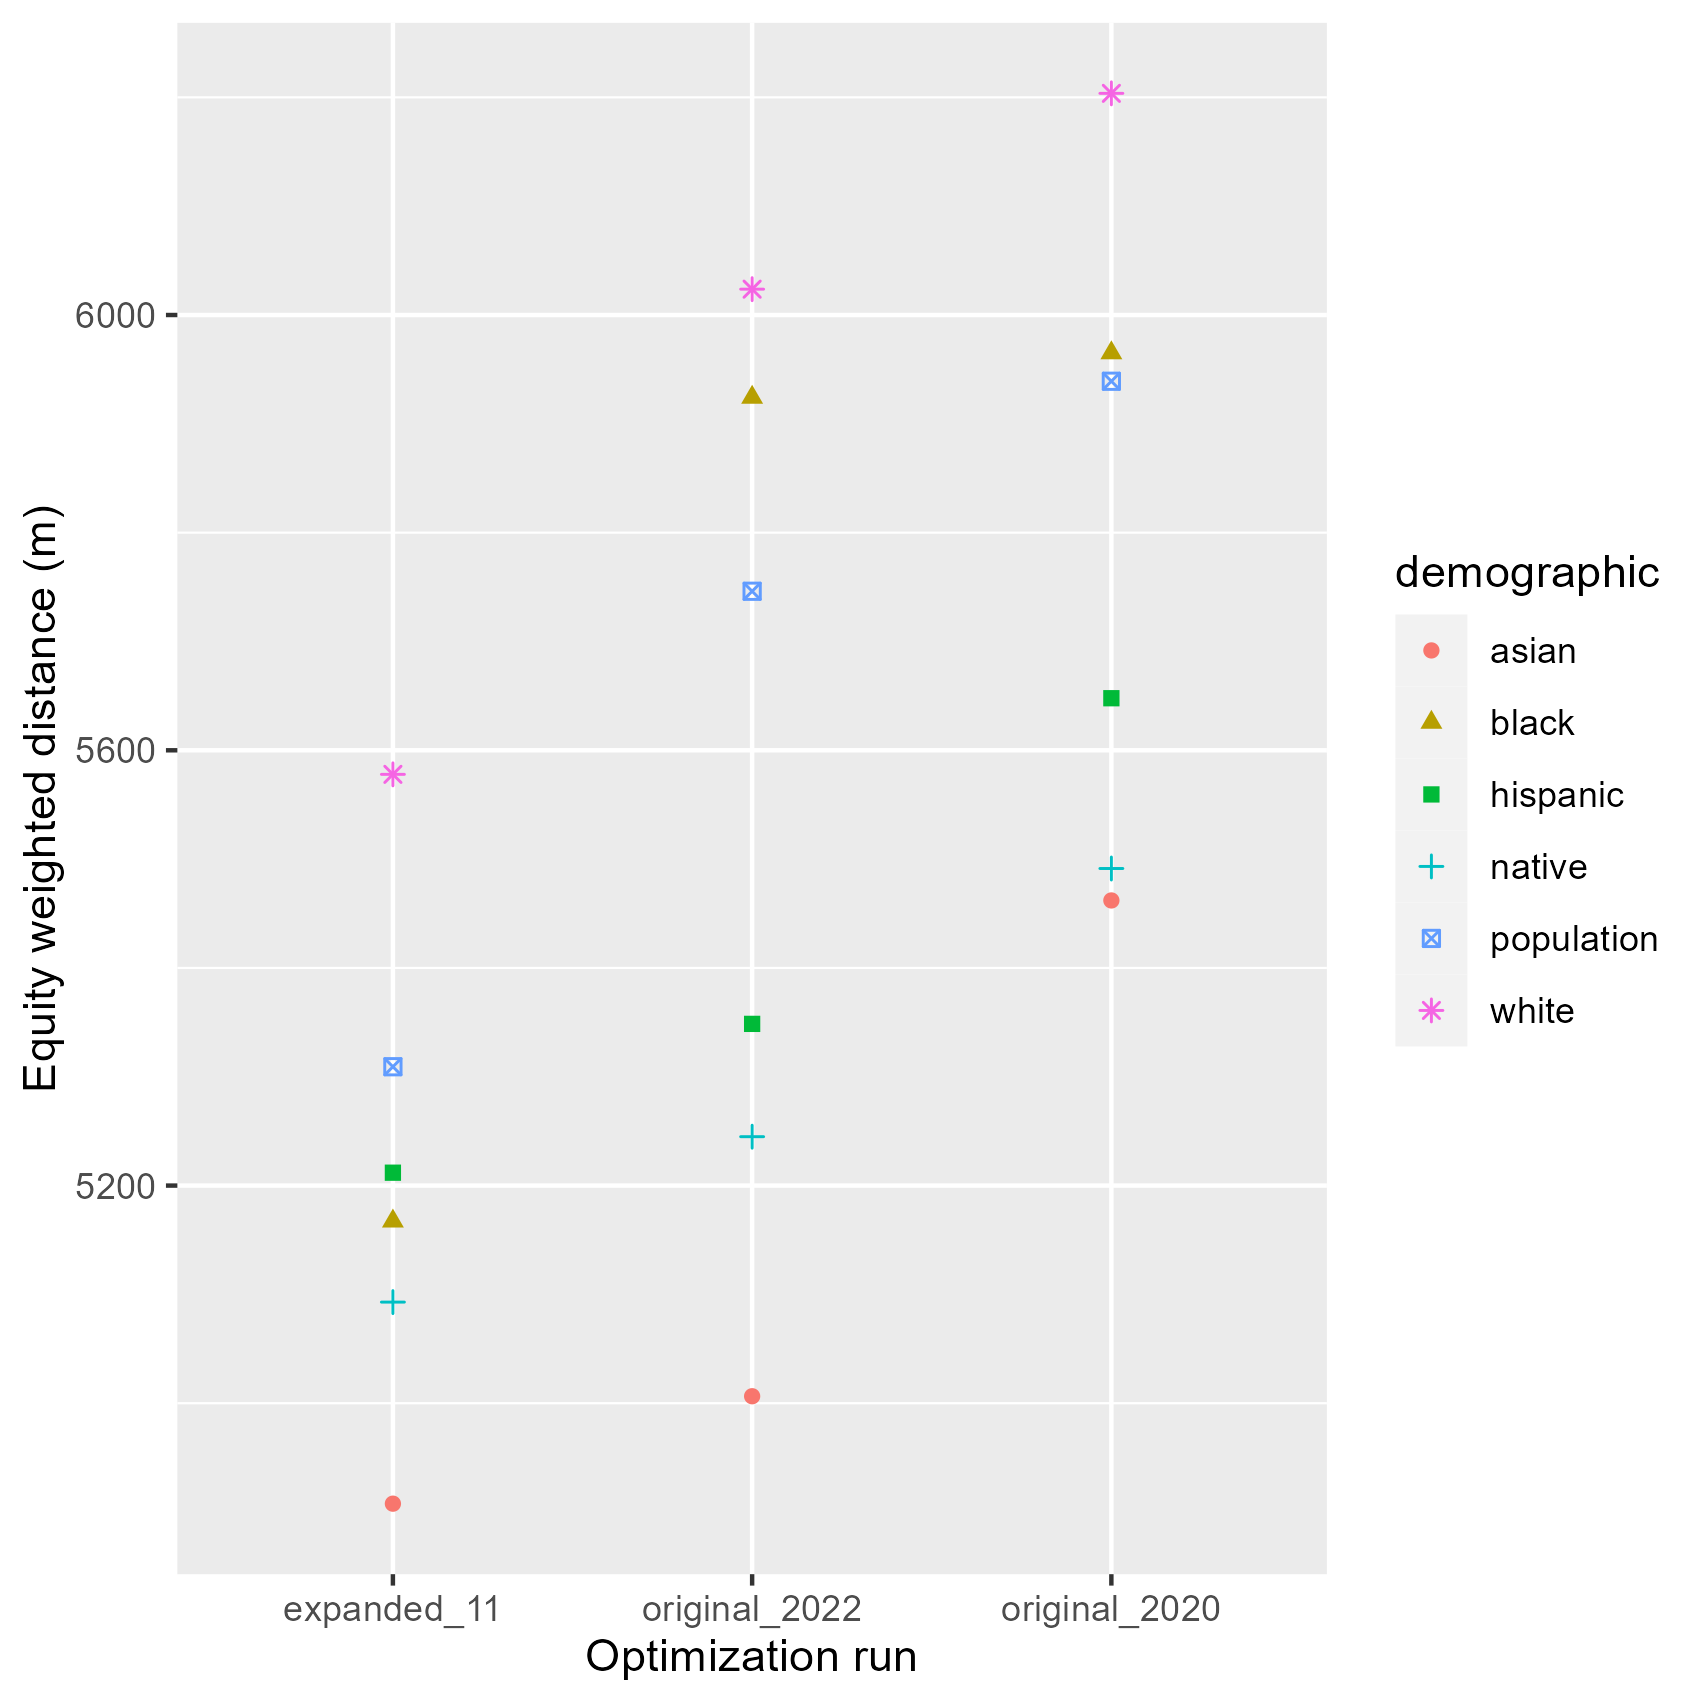 6000
5600
5200
Equity weighted distance (m)
expanded_11
original_2022
original_2020
Optimization run
demographic
asian
black
hispanic
native
population
white